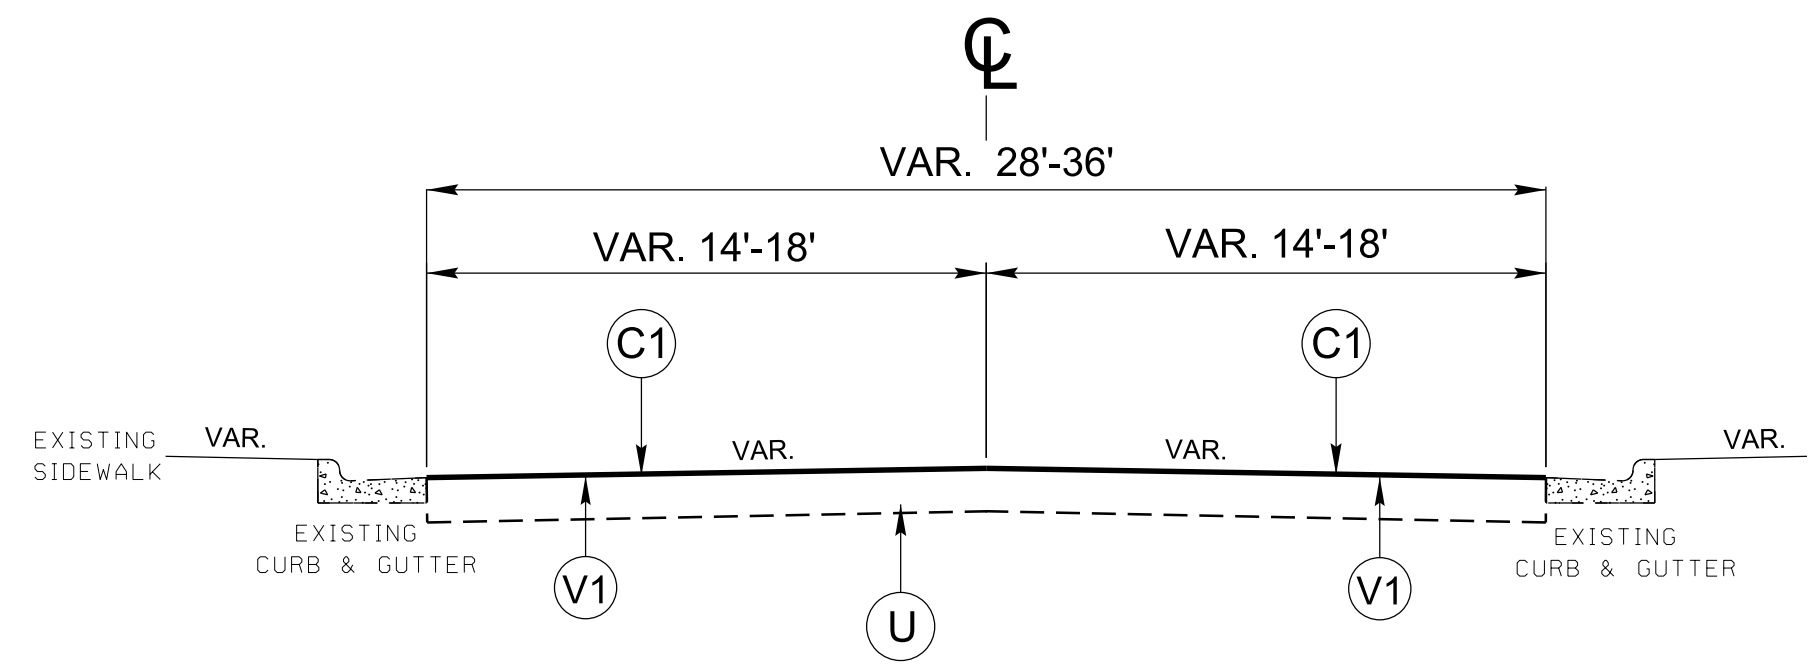 ℄
VAR. 28'-36'
VAR. 14'-18'
VAR. 14'-18'
C1
C1
EXISTING
SIDEWALK
VAR.
VAR.
VAR.
VAR.
EXISTING
CURB & GUTTER
EXISTING
CURB & GUTTER
V1
V1
U